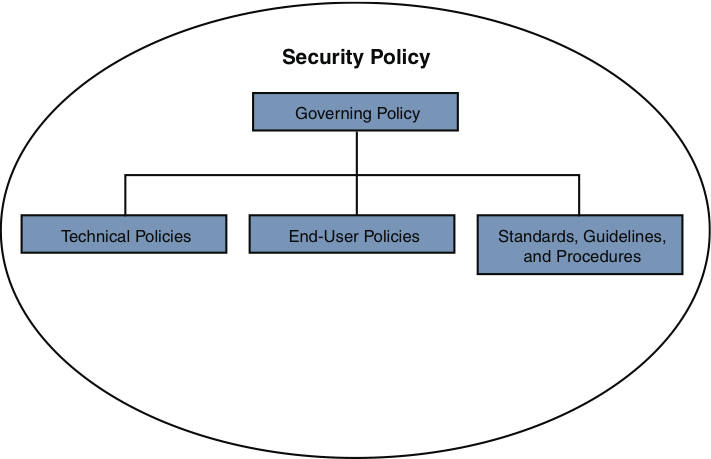 Security Policy
Governing Policy
Technical Policies
End-User Policies
Standards, Guidelines,
and Procedures